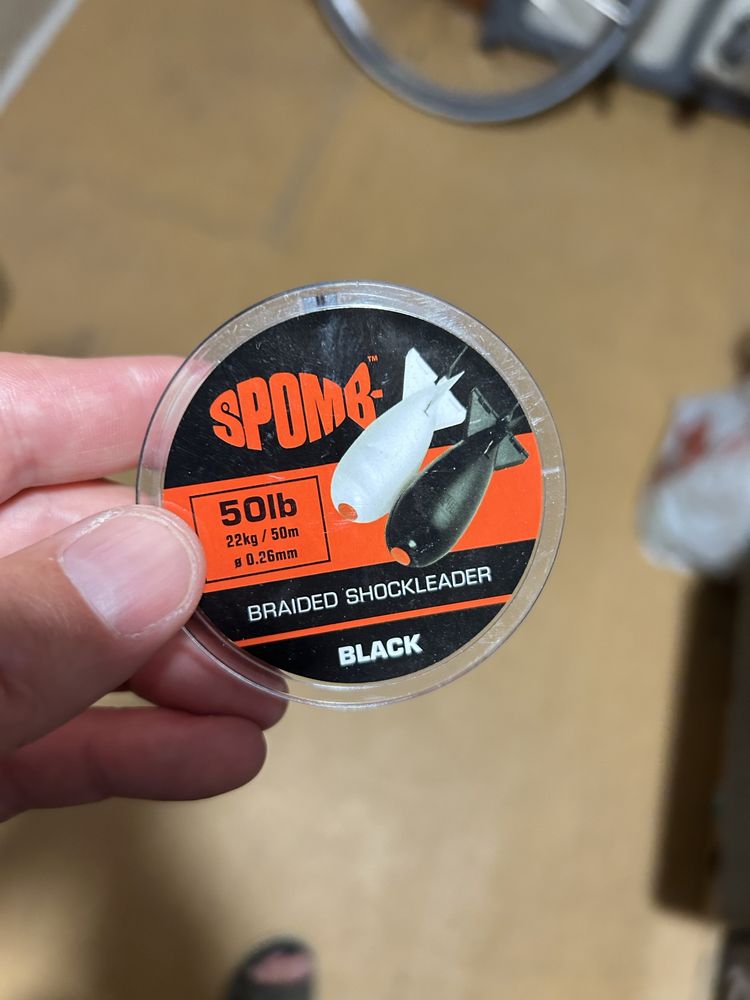 SPOMB™
50lb
22kg / 50m
ø 0.26mm
BRAIDED SHOCKLEADER
BLACK